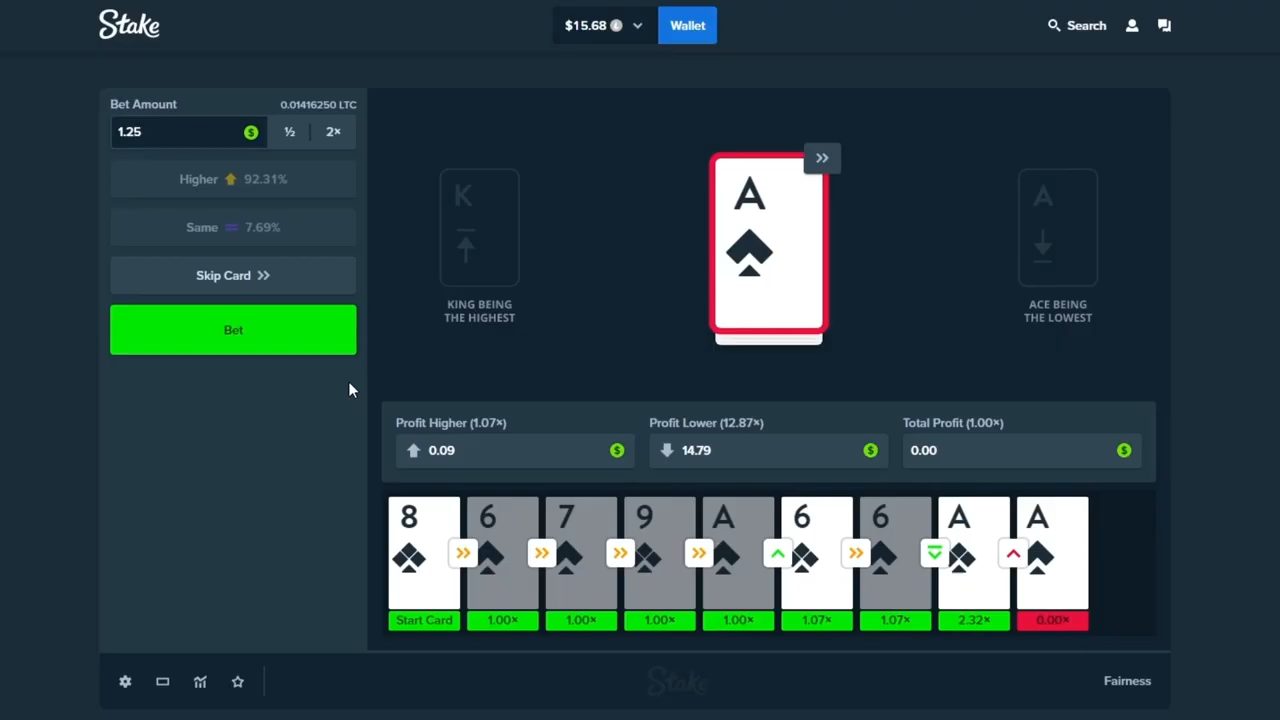 Stake
$15.68
Wallet
Search
Bet Amount
0.01416250 LTC
1.25
$
½
2×
Higher 92.31%
Same 7.69%
Skip Card
Bet
K
KING BEING
THE HIGHEST
A
A
ACE BEING
THE LOWEST
Profit Higher (1.07×)
Profit Lower (12.87×)
Total Profit (1.00×)
0.09
$
14.79
$
0.00
$
8
6
7
9
A
6
6
A
A
Start Card
1.00×
1.00×
1.00×
1.00×
1.07×
1.07×
2.32×
0.00×
Stake
Fairness